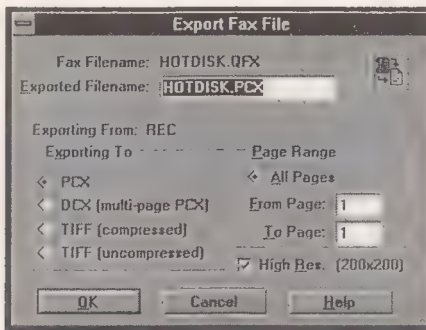 Export Fax File
Fax Filename: HOTDISK.QFX
Exported Filename: HOTDISK.PCX
Exporting From: REC
Exporting To
PCX
DCX (multi-page PCX)
TIFF (compressed)
TIFF (uncompressed)
Page Range
All Pages
From Page: 1
To Page: 1
High Res. (200x200)
OK
Cancel
Help